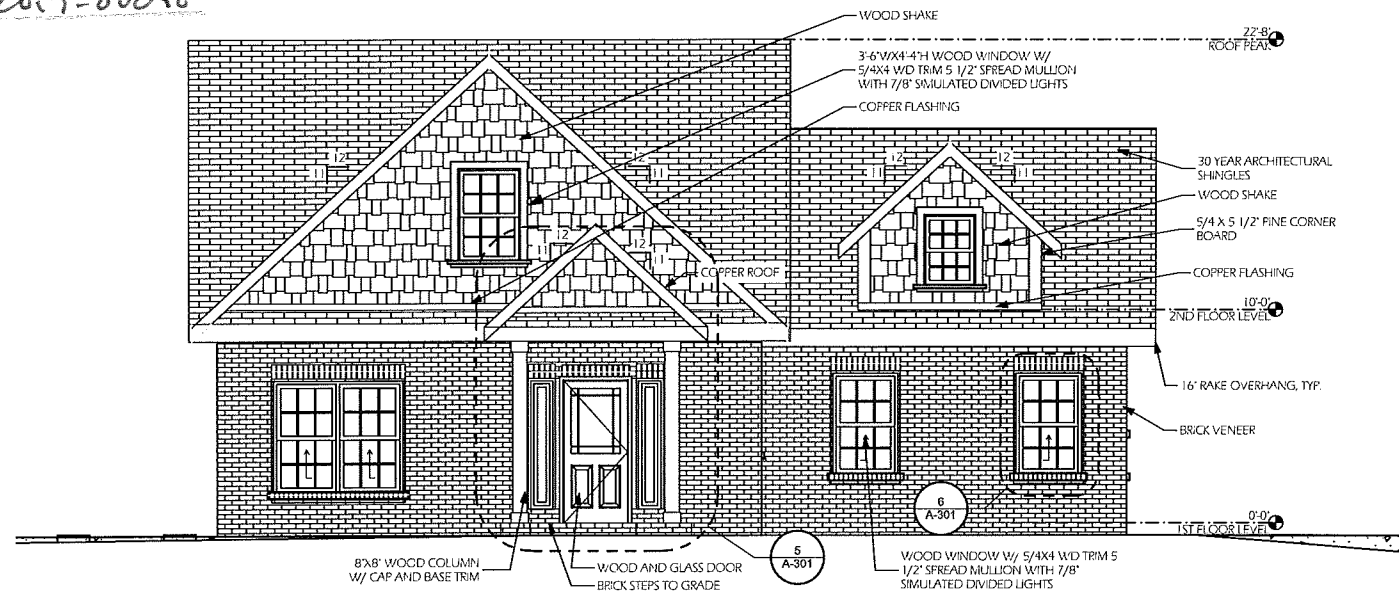 WOOD SHAKE
22'-8"
ROOF PEAK
3'-6"WX4'-4"H WOOD WINDOW W/
5/4X4 WD TRIM 5 1/2" SPREAD MULLION
WITH 7/8" SIMULATED DIVIDED LIGHTS
COPPER FLASHING
12
11
12
11
12
11
12
11
30 YEAR ARCHITECTURAL
SHINGLES
WOOD SHAKE
5/4 X 5 1/2" PINE CORNER
BOARD
12
11
12
11
COPPER ROOF
COPPER FLASHING
10'-0"
2ND FLOOR LEVEL
16" RAKE OVERHANG, TYP.
BRICK VENEER
6
A-301
0'-0"
1ST FLOOR LEVEL
5
A-301
8"X8" WOOD COLUMN
W/ CAP AND BASE TRIM
WOOD AND GLASS DOOR
BRICK STEPS TO GRADE
WOOD WINDOW W/ 5/4X4 WD TRIM 5
1/2" SPREAD MULLION WITH 7/8"
SIMULATED DIVIDED LIGHTS